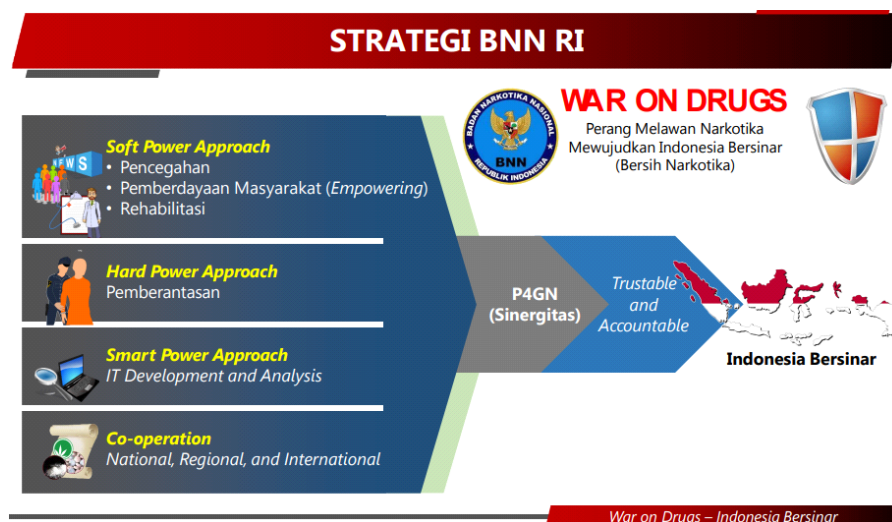 STRATEGI BNN RI
BADAN NARKOTIKA NASIONAL
BNN
REPUBLIK INDONESIA
WAR ON DRUGS
Perang Melawan Narkotika
Mewujudkan Indonesia Bersinar
(Bersih Narkotika)
NEWS
Soft Power Approach
• Pencegahan
• Pemberdayaan Masyarakat (Empowering)
• Rehabilitasi
Hard Power Approach
Pemberantasan
Smart Power Approach
IT Development and Analysis
Co-operation
National, Regional, and International
P4GN
(Sinergitas)
Trustable
and
Accountable
Indonesia Bersinar
War on Drugs – Indonesia Bersinar